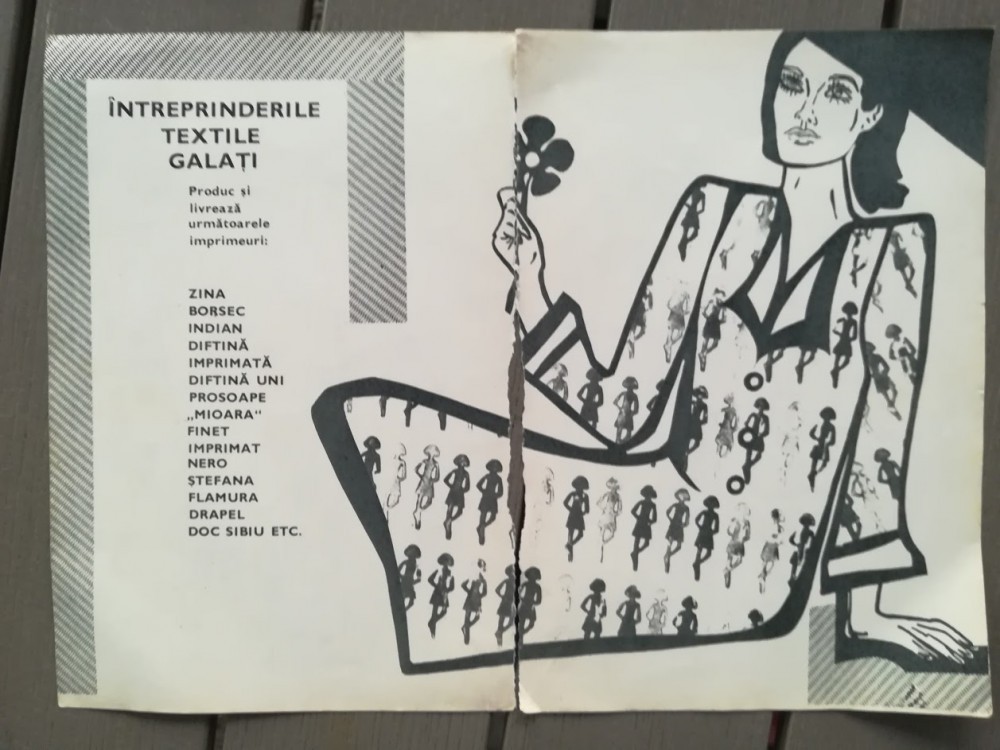 ÎNTREPRINDERILE
TEXTILE
GALAȚI
Produc și
livrează
următoarele
imprimeuri:
ZINA
BORSEC
INDIAN
DIFTINĂ
IMPRIMATĂ
DIFTINĂ UNI
PROSOAPE
„MIOARA"
FINET
IMPRIMAT
NERO
ȘTEFANA
FLAMURA
DRAPEL
DOC SIBIU ETC.